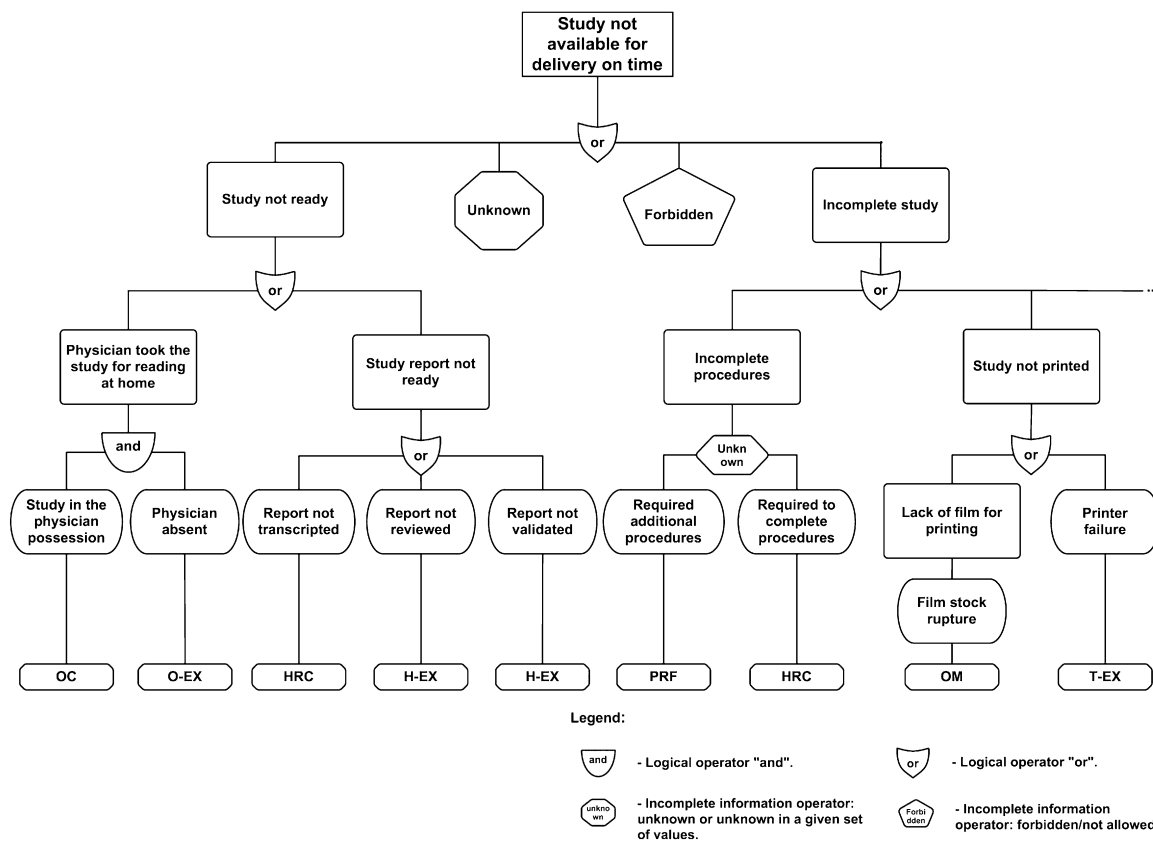 Study not
available for
delivery on time
or
Study not ready
Unknown
Forbidden
Incomplete study
or
or
Physician took the
study for reading
at home
Study report not
ready
Incomplete
procedures
Study not printed
and
or
Unkn
own
or
Study in the
physician
possession
Physician
absent
Report not
transcripted
Report not
reviewed
Report not
validated
Required
additional
procedures
Required to
complete
procedures
Lack of film for
printing
Printer
failure
Film stock
rupture
OC
O-EX
HRC
H-EX
H-EX
PRF
HRC
OM
T-EX
Legend:
and
- Logical operator "and".
or
- Logical operator "or".
unkno
wn
- Incomplete information operator:
unknown or unknown in a given set
of values.
Forbi
dden
- Incomplete information
operator: forbidden/not allowed